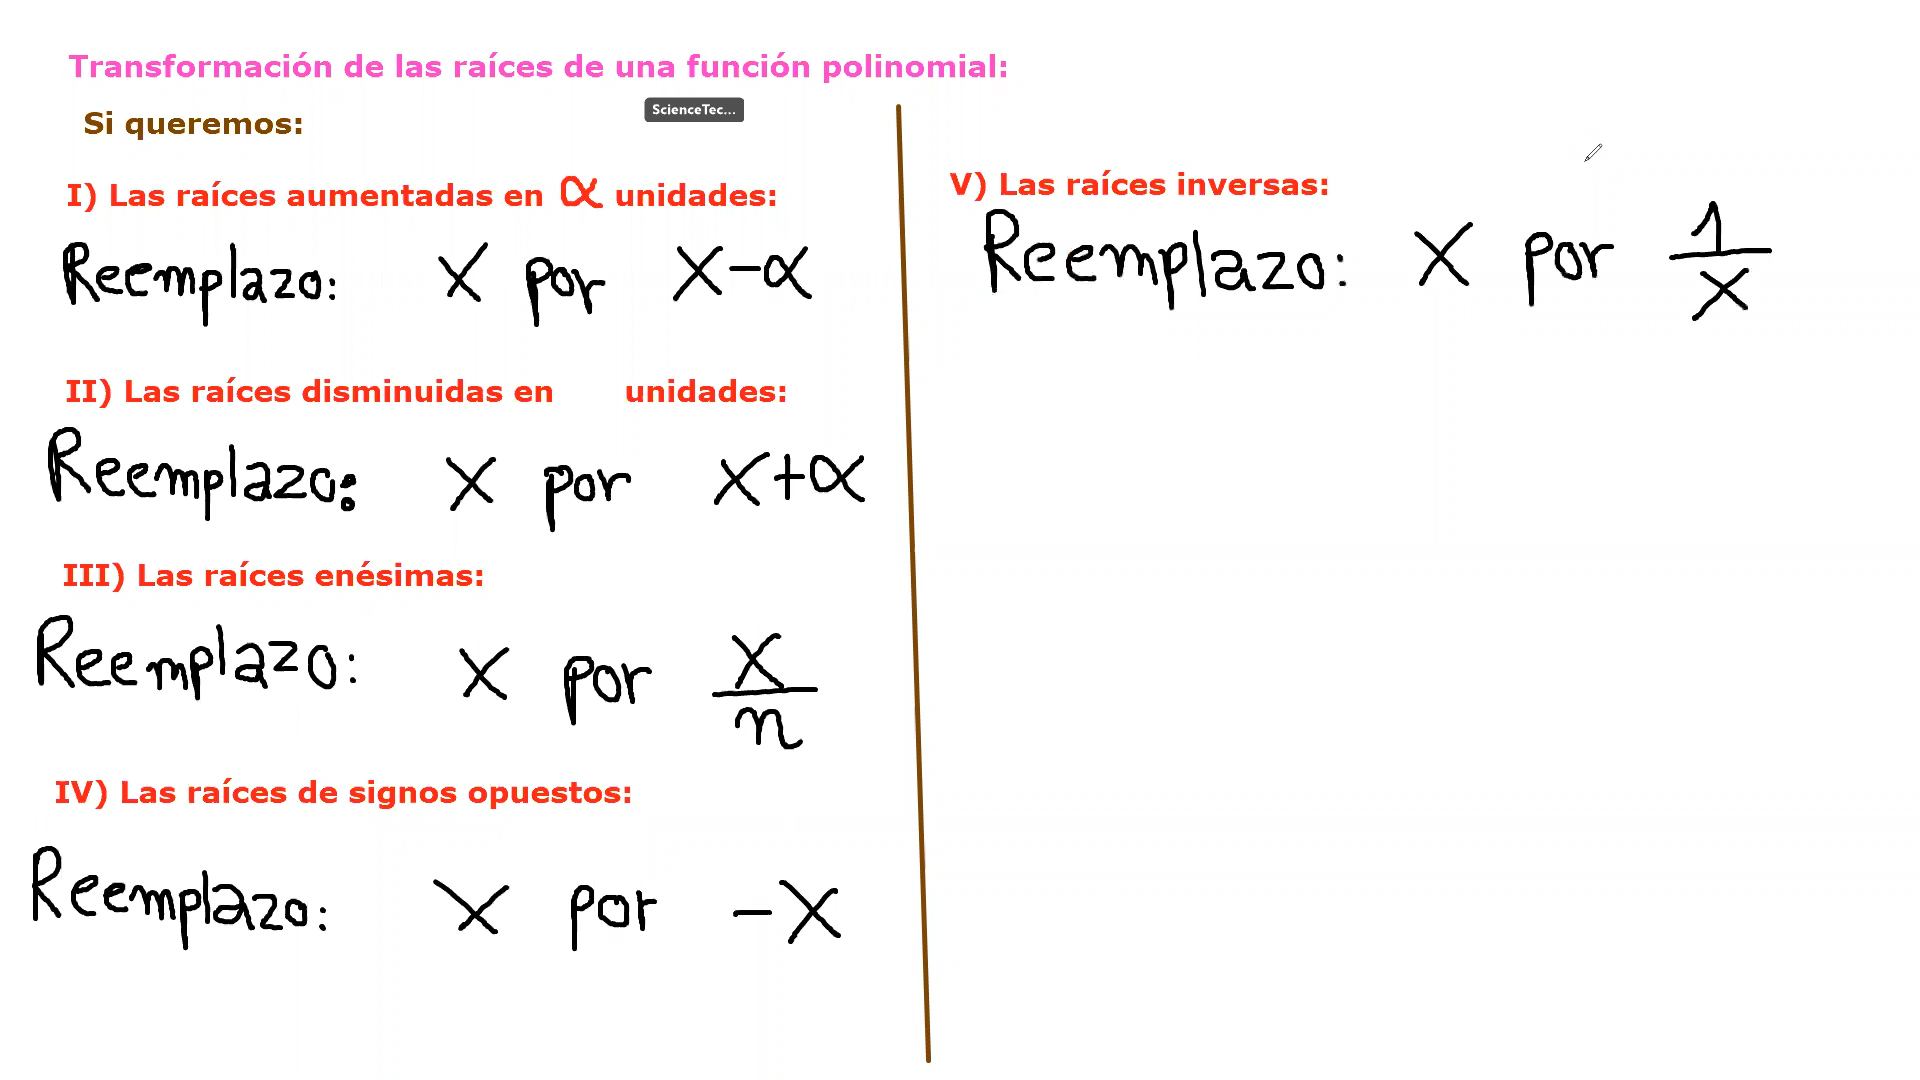 Transformación de las raíces de una función polinomial:
ScienceTec...
Si queremos:
I) Las raíces aumentadas en α unidades:
Reemplazo: x por x-α
II) Las raíces disminuidas en unidades:
Reemplazo: x por x+α
III) Las raíces enésimas:
Reemplazo: x por x/n
IV) Las raíces de signos opuestos:
Reemplazo: x por -x
V) Las raíces inversas:
Reemplazo: x por 1/x